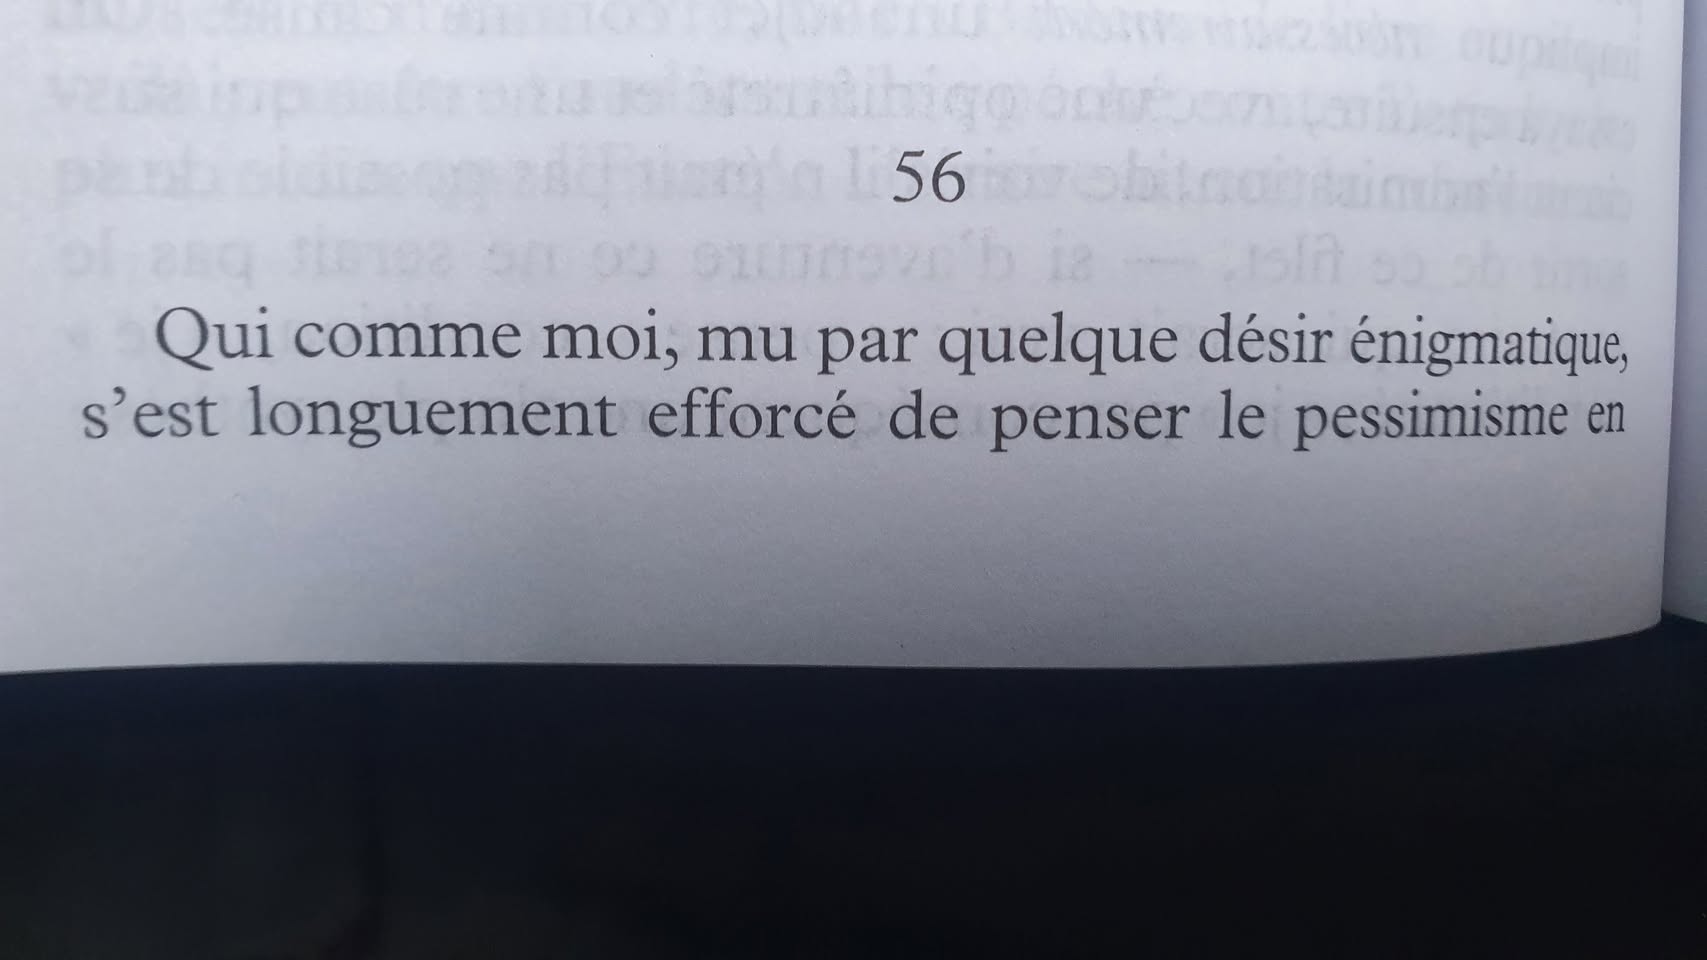 56
Qui comme moi, mu par quelque désir énigmatique,
s'est longuement efforcé de penser le pessimisme en